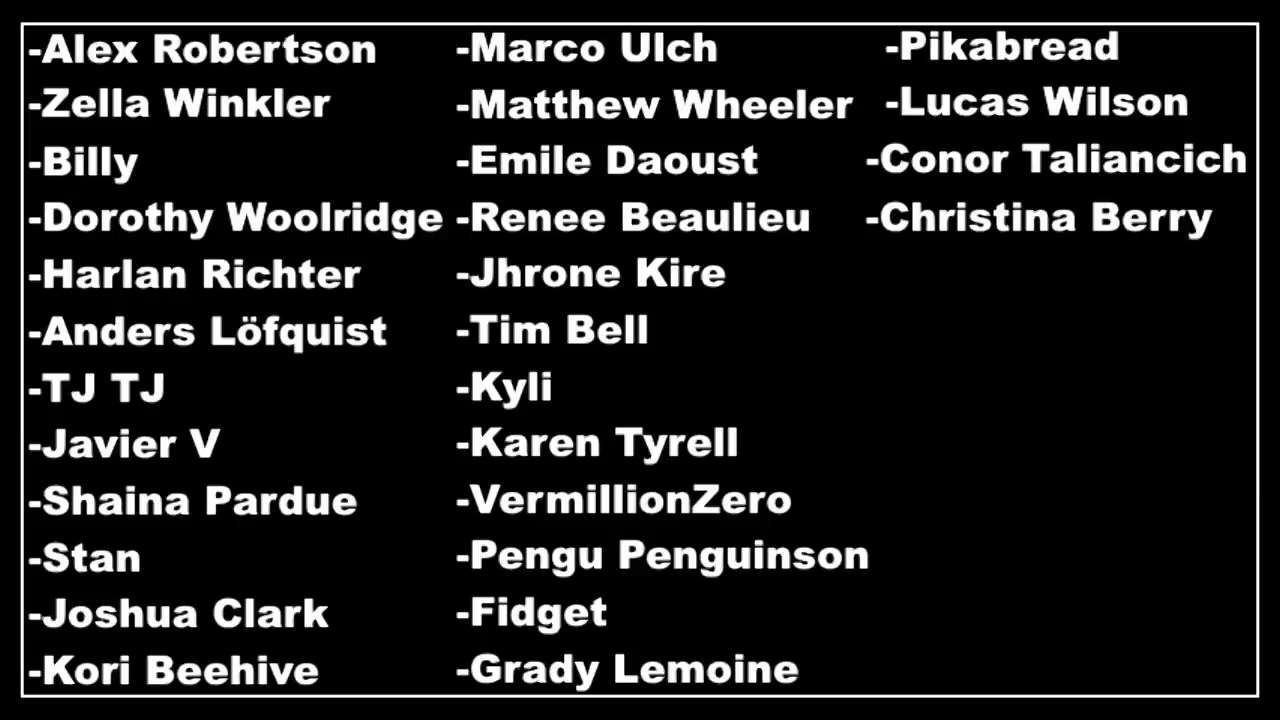 -Alex Robertson
-Zella Winkler
-Billy
-Dorothy Woolridge
-Harlan Richter
-Anders Löfquist
-TJ TJ
-Javier V
-Shaina Pardue
-Stan
-Joshua Clark
-Kori Beehive
-Marco Ulch
-Matthew Wheeler
-Emile Daoust
-Renee Beaulieu
-Jhrone Kire
-Tim Bell
-Kyli
-Karen Tyrell
-VermillionZero
-Pengu Penguinson
-Fidget
-Grady Lemoine
-Pikabread
-Lucas Wilson
-Conor Taliancich
-Christina Berry